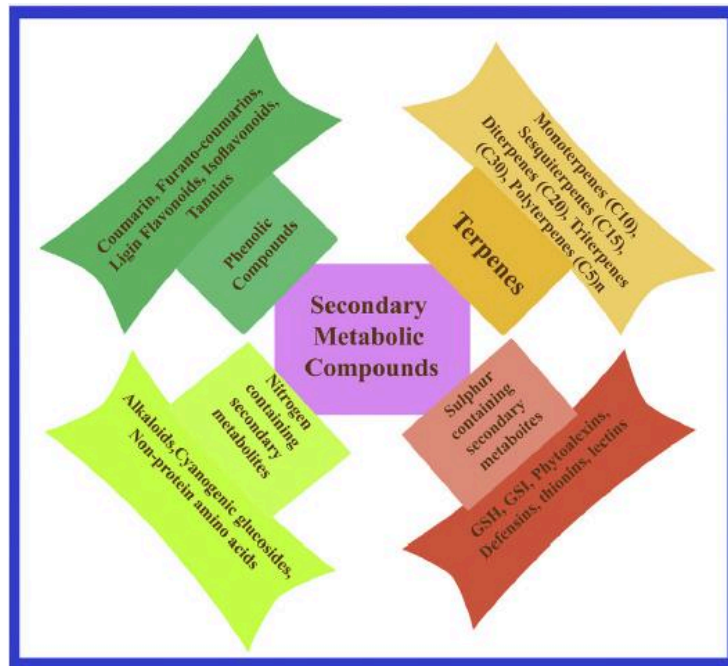 Coumarin, Furano-coumarins,
Ligin Flavonoids, Isoflavonoids,
Tannins
Phenolic
Compounds
Monoterpenes (C10),
Sesquiterpenes (C15),
Diterpenes (C20), Triterpenes
(C30), Polyterpenes (C5)n
Terpenes
Secondary
Metabolic
Compounds
Nitrogen
containing
secondary
metabolites
Alkaloids,Cyanogenic glucosides,
Non-protein amino acids
Sulphur
containing
secondary
metaboites
GSH, GSI, Phytoalexins,
Defensins, thionins, lectins